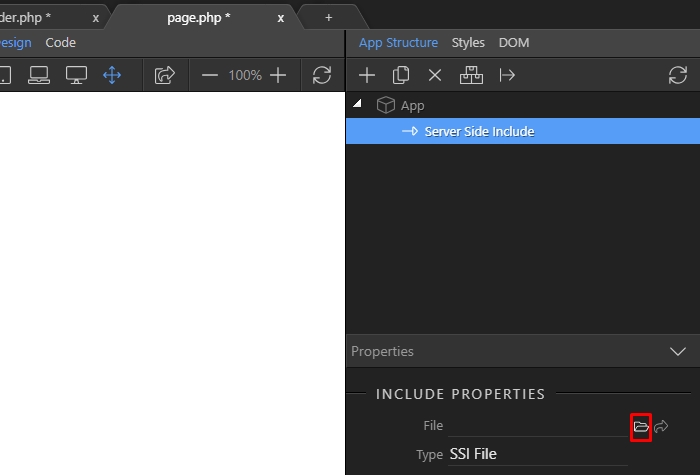 der.php * x page.php * x +
Design Code App Structure Styles DOM
100%
App
Server Side Include
Properties
INCLUDE PROPERTIES
File
Type SSI File